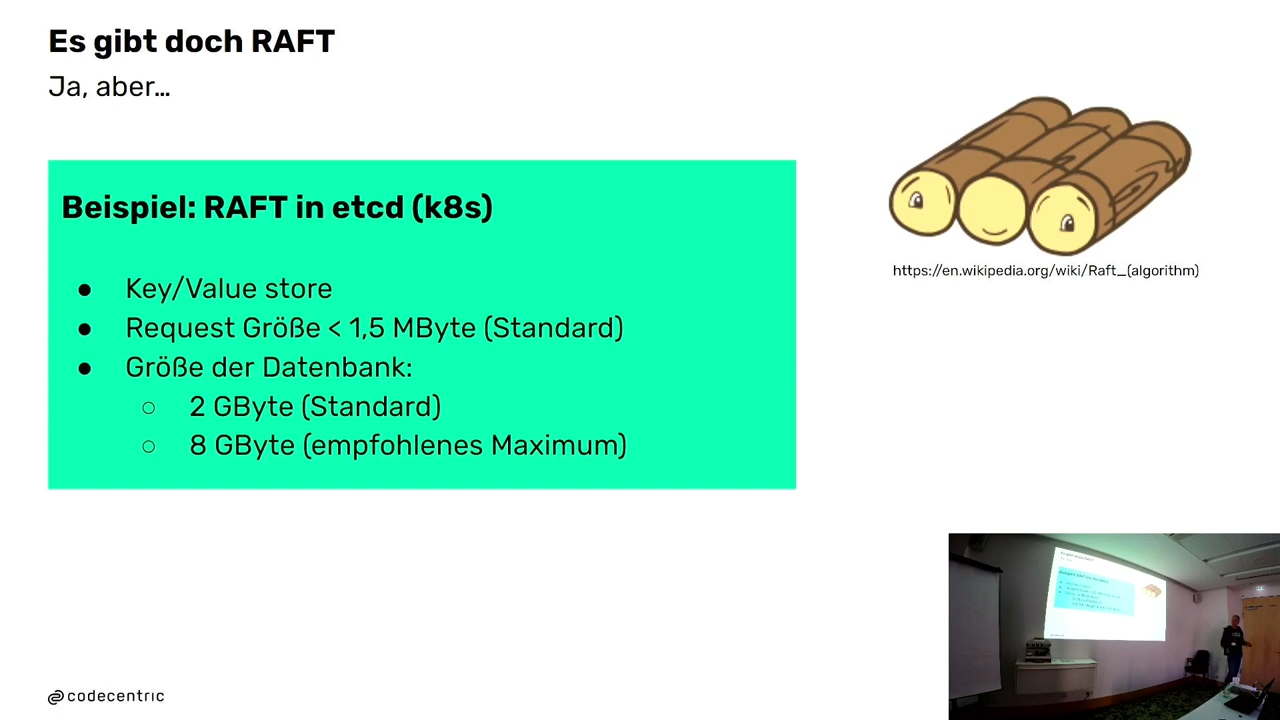 Es gibt doch RAFT
Ja, aber…
Beispiel: RAFT in etcd (k8s)
● Key/Value store
● Request Größe < 1,5 MByte (Standard)
● Größe der Datenbank:
○ 2 GByte (Standard)
○ 8 GByte (empfohlenes Maximum)
https://en.wikipedia.org/wiki/Raft_(algorithm)
codecentric